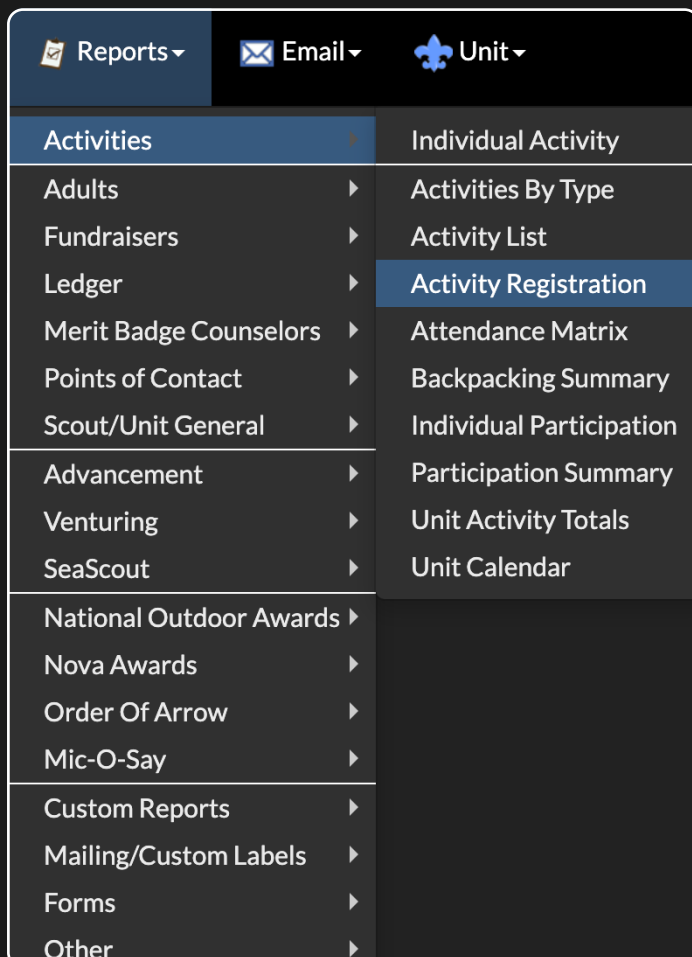 Reports
Email
Unit
Activities
Adults
Fundraisers
Ledger
Merit Badge Counselors
Points of Contact
Scout/Unit General
Advancement
Venturing
SeaScout
National Outdoor Awards
Nova Awards
Order Of Arrow
Mic-O-Say
Custom Reports
Mailing/Custom Labels
Forms
Other
Individual Activity
Activities By Type
Activity List
Activity Registration
Attendance Matrix
Backpacking Summary
Individual Participation
Participation Summary
Unit Activity Totals
Unit Calendar